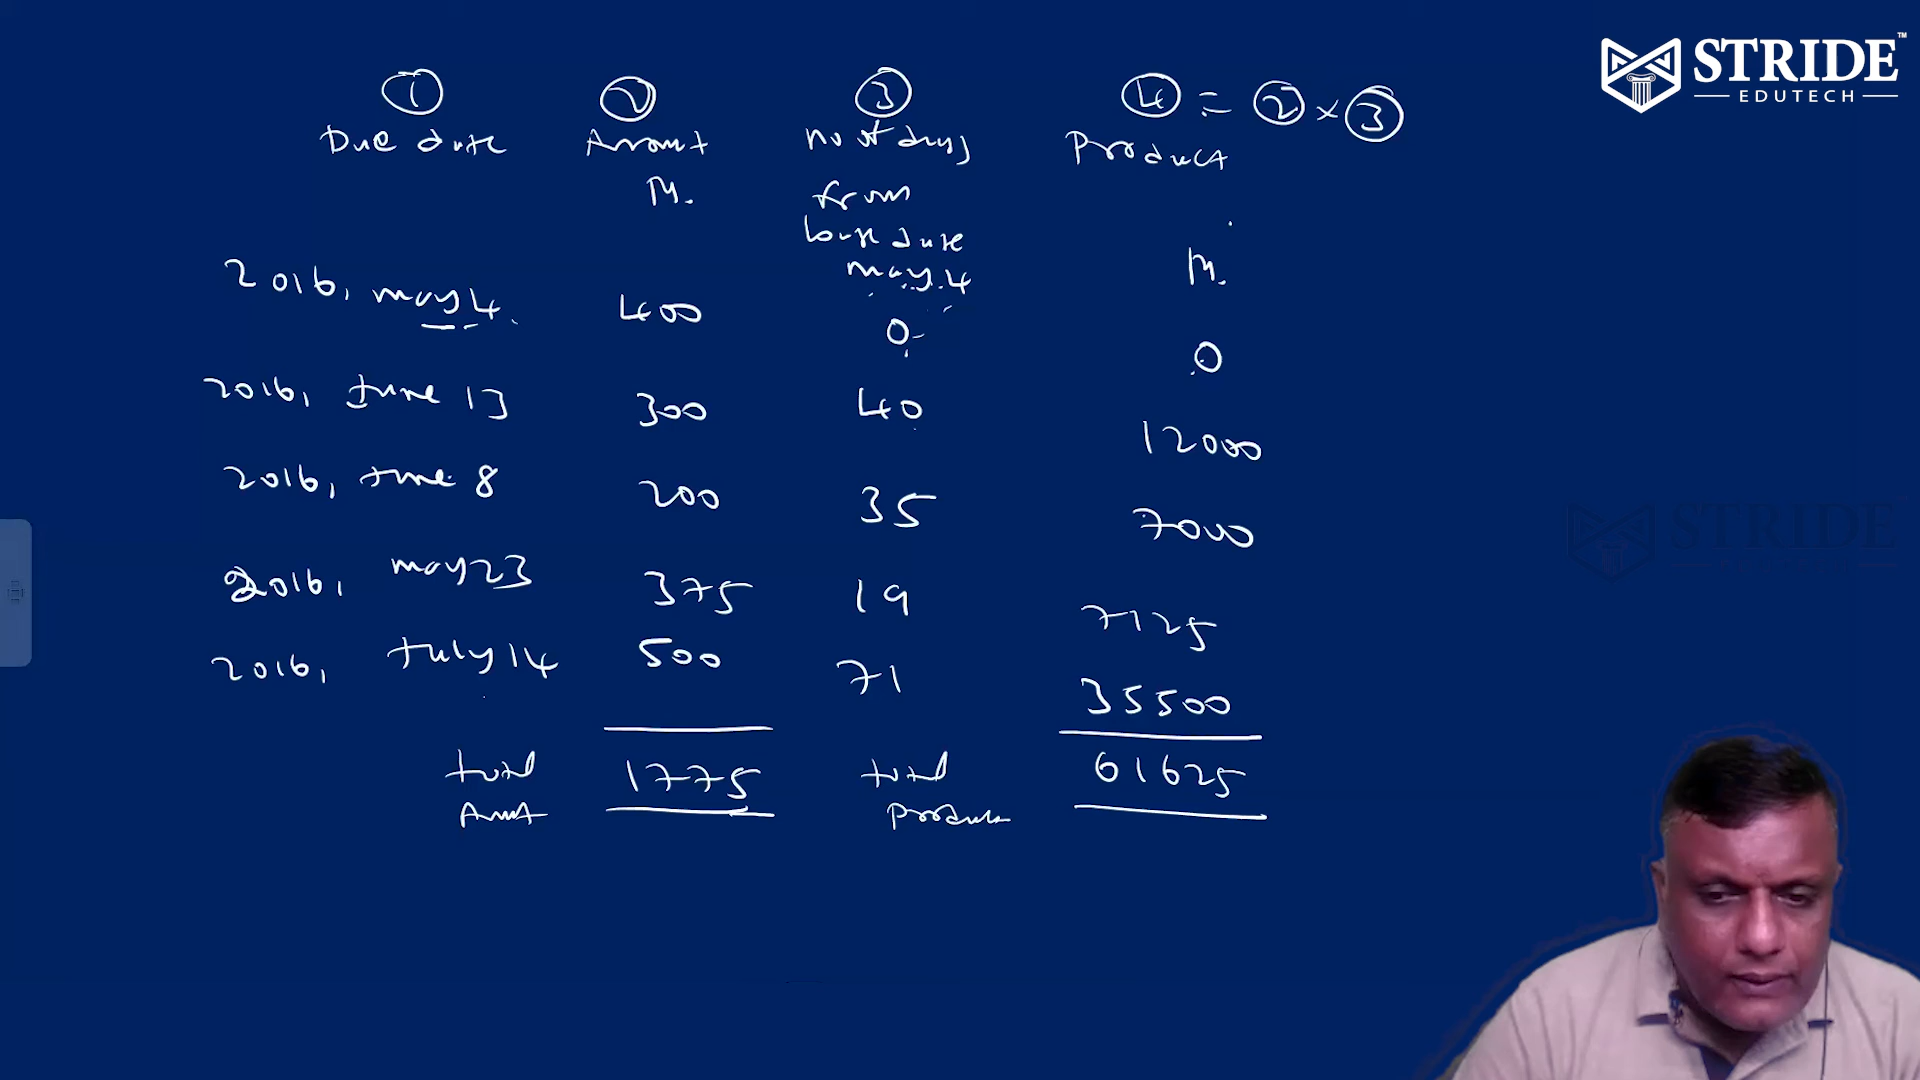 STRIDE™
EDUTECH
① ② ③ ④ = ② × ③
Due date Amount No of days Product
from
base date
may 4
2016, may 4 400 0 0
2016, June 13 300 40 12000
2016, June 8 200 35 7000
2016, may 23 375 19 7125
2016, July 14 500 71 35500
total 1775 total 61625
Amt Product
STRIDE